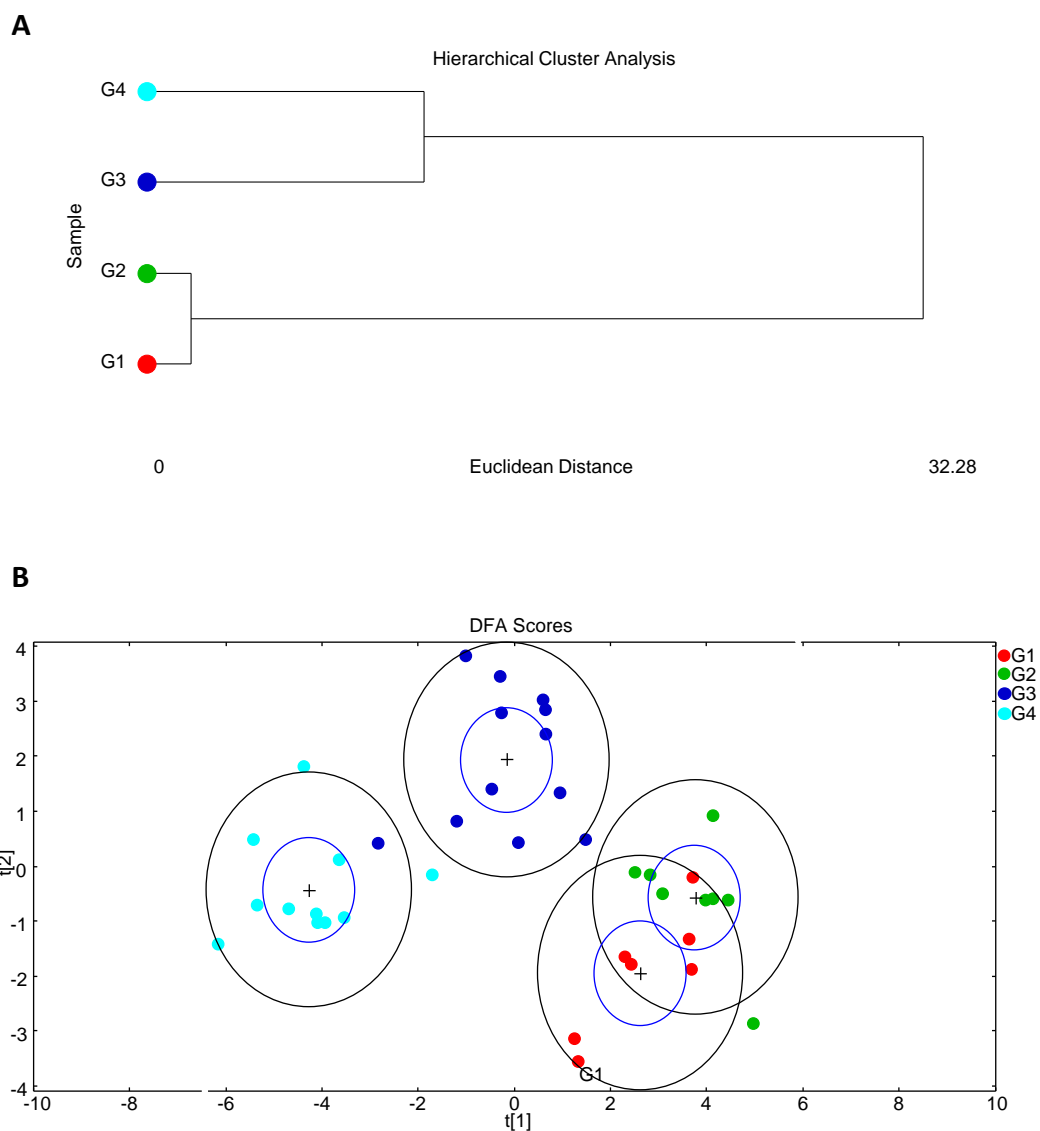 A
Hierarchical Cluster Analysis
G4
G3
Sample
G2
G1
0 Euclidean Distance 32.28
B
DFA Scores
4
3
2
1
0
-1
-2
-3
-4
t[2]
G1
G2
G3
G4
G1
-10 -8 -6 -4 -2 0 2 4 6 8 10
t[1]